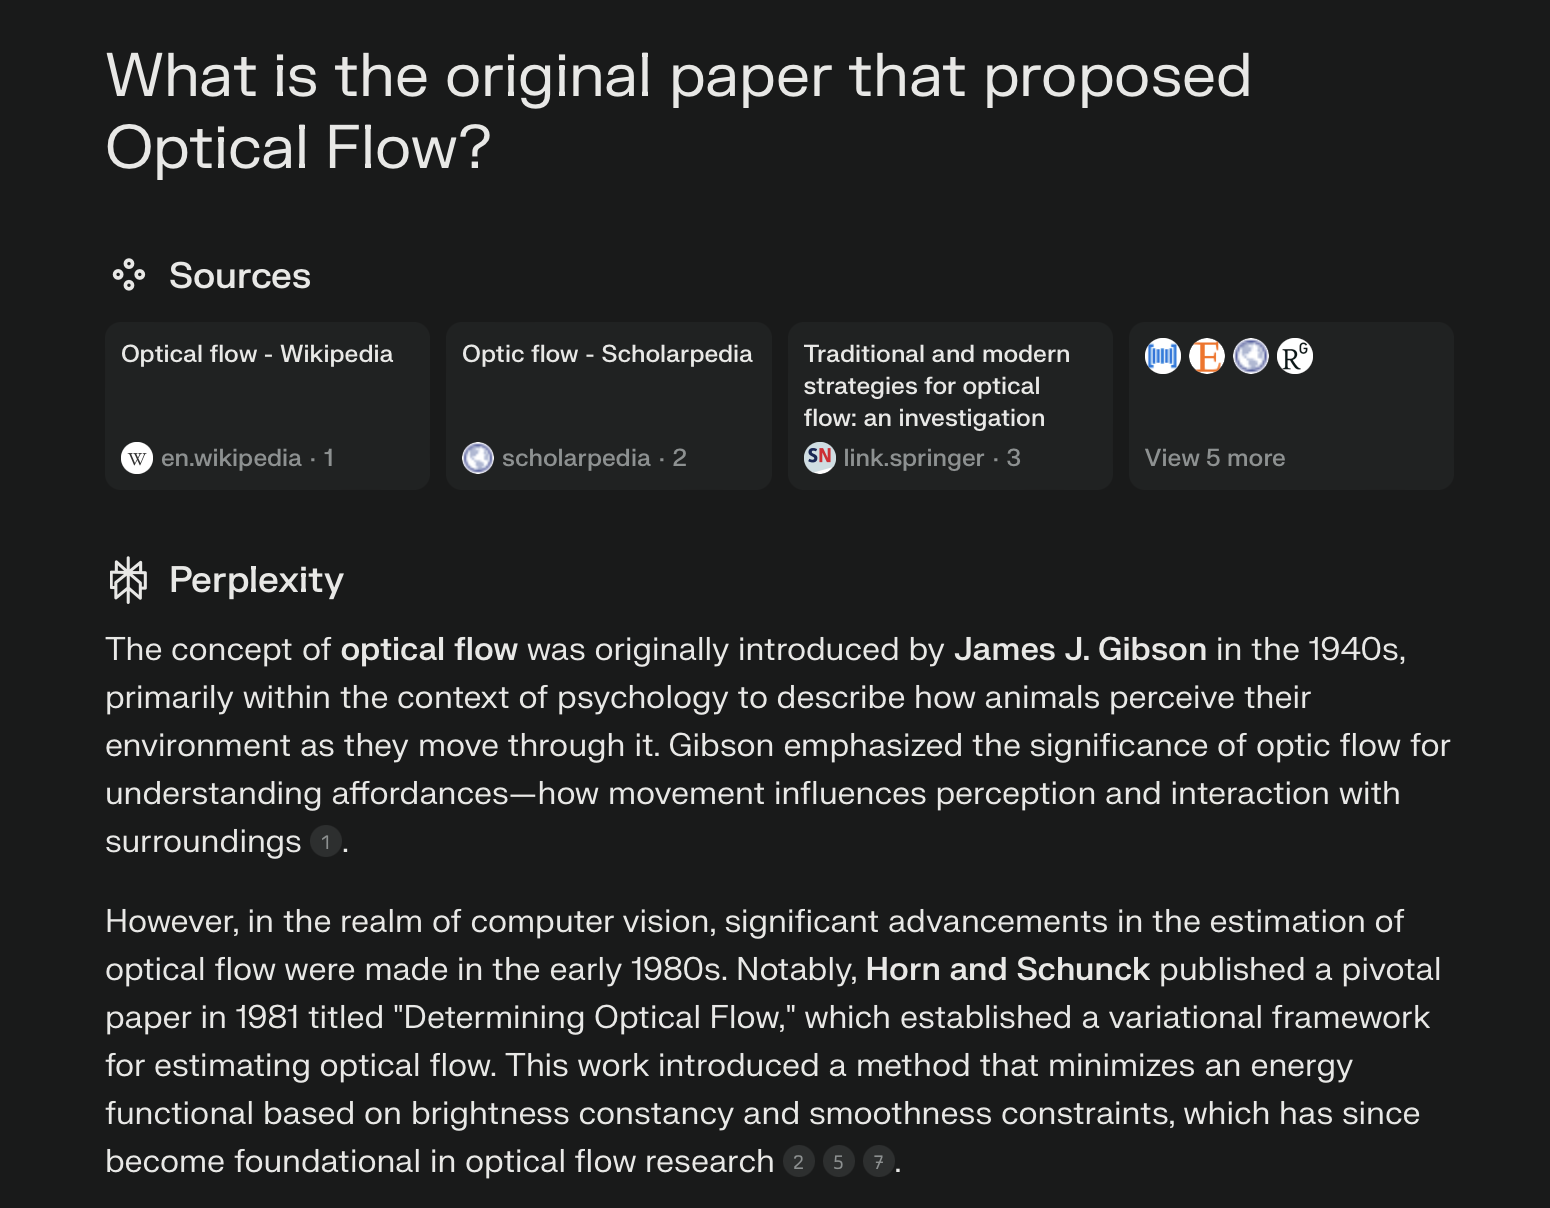 What is the original paper that proposed
Optical Flow?
Sources
Optical flow - Wikipedia
W en.wikipedia · 1
Optic flow - Scholarpedia
scholarpedia · 2
Traditional and modern
strategies for optical
flow: an investigation
SN link.springer · 3
E RG
View 5 more
Perplexity
The concept of optical flow was originally introduced by James J. Gibson in the 1940s,
primarily within the context of psychology to describe how animals perceive their
environment as they move through it. Gibson emphasized the significance of optic flow for
understanding affordances—how movement influences perception and interaction with
surroundings 1.
However, in the realm of computer vision, significant advancements in the estimation of
optical flow were made in the early 1980s. Notably, Horn and Schunck published a pivotal
paper in 1981 titled "Determining Optical Flow," which established a variational framework
for estimating optical flow. This work introduced a method that minimizes an energy
functional based on brightness constancy and smoothness constraints, which has since
become foundational in optical flow research 2 5 7.